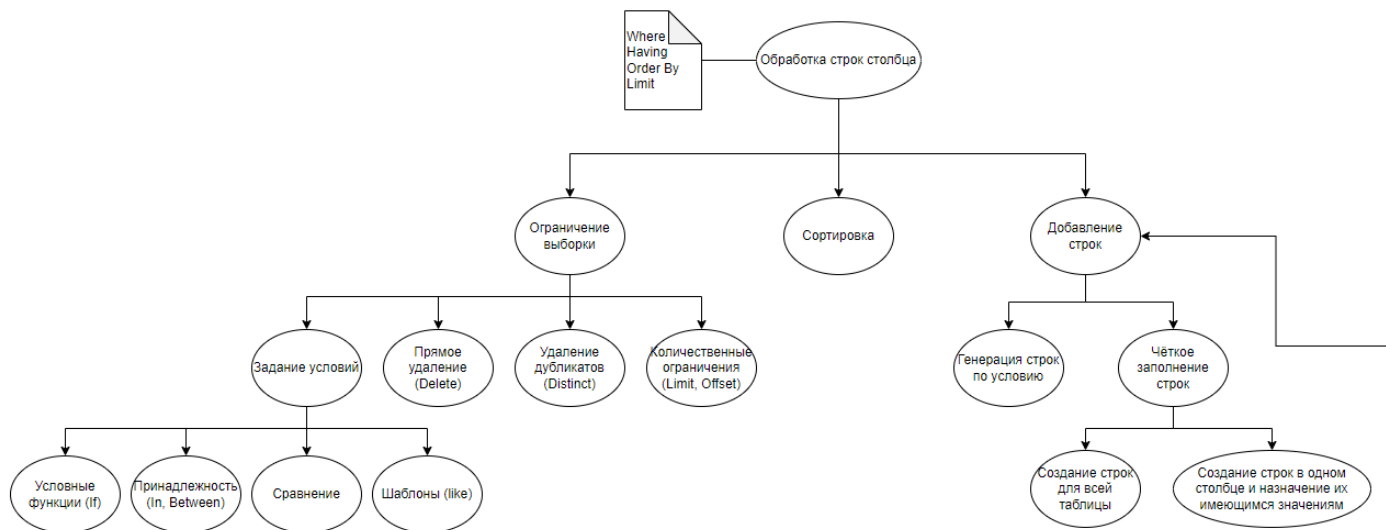 Where
Having
Order By
Limit
Обработка строк столбца
Ограничение
выборки
Сортировка
Добавление
строк
Задание условий
Прямое
удаление
(Delete)
Удаление
дубликатов
(Distinct)
Количественные
ограничения
(Limit, Offset)
Генерация строк
по условию
Чёткое
заполнение
строк
Условные
функции (If)
Принадлежность
(In, Between)
Сравнение
Шаблоны (like)
Создание строк
для всей
таблицы
Создание строк в одном
столбце и назначение их
имеющимся значениям